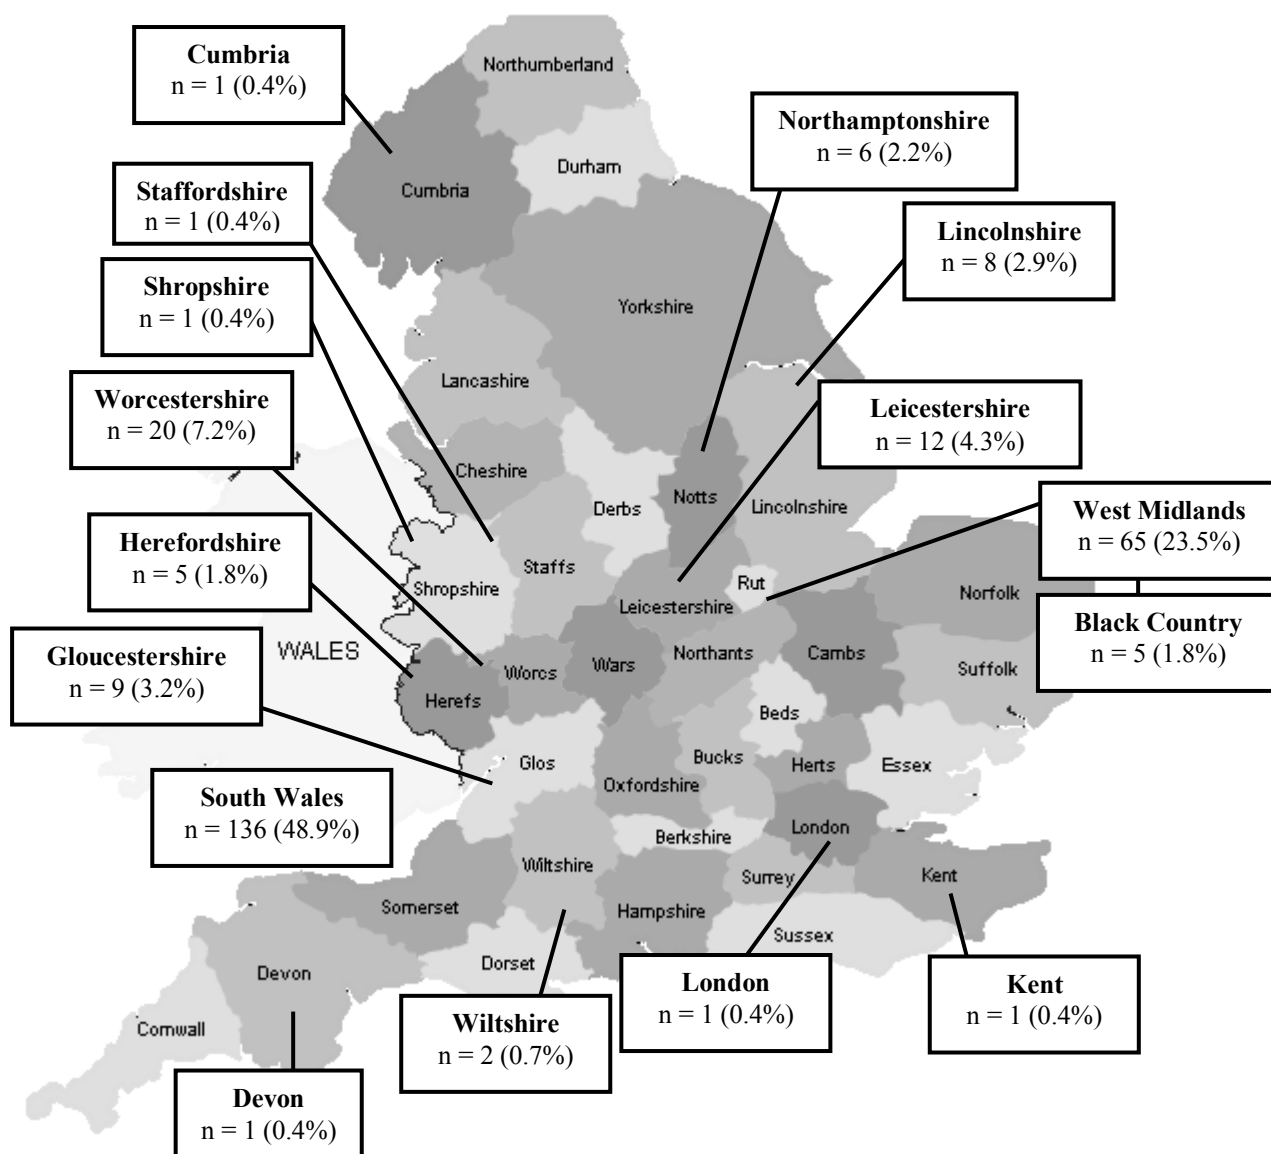 Cumbria
n = 1 (0.4%)
Northumberland
Northamptonshire
n = 6 (2.2%)
Durham
Cumbria
Staffordshire
n = 1 (0.4%)
Lincolnshire
n = 8 (2.9%)
Shropshire
n = 1 (0.4%)
Yorkshire
Lancashire
Worcestershire
n = 20 (7.2%)
Leicestershire
n = 12 (4.3%)
Cheshire
Notts
Lincolnshire
Derbs
West Midlands
n = 65 (23.5%)
Herefordshire
n = 5 (1.8%)
Staffs
Rut
Shropshire
Leicestershire
Norfolk
Black Country
n = 5 (1.8%)
WALES
Gloucestershire
n = 9 (3.2%)
Worcs
Wars
Northants
Cambs
Suffolk
Herefs
Beds
Glos
Bucks
Herts
Essex
Oxfordshire
South Wales
n = 136 (48.9%)
London
Berkshire
Wiltshire
Surrey
Kent
Somerset
Hampshire
Sussex
Dorset
Devon
London
n = 1 (0.4%)
Kent
n = 1 (0.4%)
Cornwall
Wiltshire
n = 2 (0.7%)
Devon
n = 1 (0.4%)